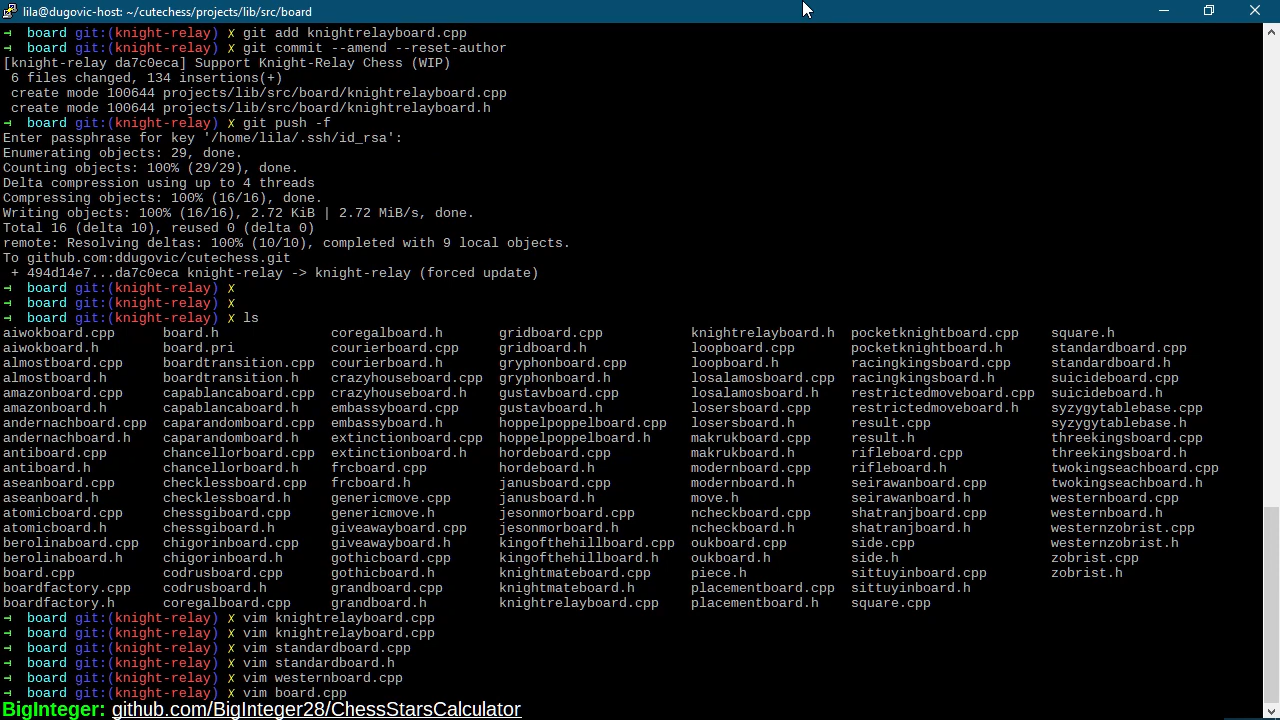 lila@dugovic-host: ~/cutechess/projects/lib/src/board
board git:(knight-relay) ✗ git add knightrelayboard.cpp
board git:(knight-relay) ✗ git commit --amend --reset-author
[knight-relay da7c0eca] Support Knight-Relay Chess (WIP)
6 files changed, 134 insertions(+)
create mode 100644 projects/lib/src/board/knightrelayboard.cpp
create mode 100644 projects/lib/src/board/knightrelayboard.h
board git:(knight-relay) ✗ git push -f
Enter passphrase for key '/home/lila/.ssh/id_rsa':
Enumerating objects: 29, done.
Counting objects: 100% (29/29), done.
Delta compression using up to 4 threads
Compressing objects: 100% (16/16), done.
Writing objects: 100% (16/16), 2.72 KiB | 2.72 MiB/s, done.
Total 16 (delta 10), reused 0 (delta 0)
remote: Resolving deltas: 100% (10/10), completed with 9 local objects.
To github.com:ddugovic/cutechess.git
+ 494d14e7...da7c0eca knight-relay -> knight-relay (forced update)
board git:(knight-relay) ✗
board git:(knight-relay) ✗
board git:(knight-relay) ✗ ls
aiwokboard.cpp board.h coregalboard.h gridboard.cpp knightrelayboard.h pocketknightboard.cpp square.h
aiwokboard.h board.pri courierboard.cpp gridboard.h loopboard.cpp pocketknightboard.h standardboard.cpp
almostboard.cpp boardtransition.cpp courierboard.h gryphonboard.cpp loopboard.h racingkingsboard.cpp standardboard.h
almostboard.h boardtransition.h crazyhouseboard.cpp gryphonboard.h losalamosboard.cpp racingkingsboard.h suicideboard.cpp
amazonboard.cpp capablancaboard.cpp crazyhouseboard.h gustavboard.cpp losalamosboard.h restrictedmoveboard.cpp suicideboard.h
amazonboard.h capablancaboard.h embassyboard.cpp gustavboard.h losersboard.cpp restrictedmoveboard.h syzygytablebase.cpp
andernachboard.cpp caparandomboard.cpp embassyboard.h hoppelpoppelboard.cpp losersboard.h result.cpp syzygytablebase.h
andernachboard.h caparandomboard.h extinctionboard.cpp hoppelpoppelboard.h makrukboard.cpp result.h threekingsboard.cpp
antiboard.cpp chancellorboard.cpp extinctionboard.h hordeboard.cpp makrukboard.h rifleboard.cpp threekingsboard.h
antiboard.h chancellorboard.h frcboard.cpp hordeboard.h modernboard.cpp rifleboard.h twokingseachboard.cpp
aseanboard.cpp checklessboard.cpp frcboard.h janusboard.cpp modernboard.h seirawanboard.cpp twokingseachboard.h
aseanboard.h checklessboard.h genericmove.cpp janusboard.h move.h seirawanboard.h westernboard.cpp
atomicboard.cpp chessgiboard.cpp genericmove.h jesonmorboard.cpp ncheckboard.cpp shatranjboard.cpp westernboard.h
atomicboard.h chessgiboard.h giveawayboard.cpp jesonmorboard.h ncheckboard.h shatranjboard.h westernzobrist.cpp
berolinaboard.cpp chigorinboard.cpp giveawayboard.h kingofthehillboard.cpp oukboard.cpp side.cpp westernzobrist.h
berolinaboard.h chigorinboard.h gothicboard.cpp kingofthehillboard.h oukboard.h side.h zobrist.cpp
board.cpp codrusboard.cpp gothicboard.h knightmateboard.cpp piece.h sittuyinboard.cpp zobrist.h
boardfactory.cpp codrusboard.h grandboard.cpp knightmateboard.h placementboard.cpp sittuyinboard.h
boardfactory.h coregalboard.cpp grandboard.h knightrelayboard.cpp placementboard.h square.cpp
board git:(knight-relay) ✗ vim knightrelayboard.cpp
board git:(knight-relay) ✗ vim knightrelayboard.cpp
board git:(knight-relay) ✗ vim standardboard.cpp
board git:(knight-relay) ✗ vim standardboard.h
board git:(knight-relay) ✗ vim westernboard.cpp
board git:(knight-relay) ✗ vim board.cpp
BigInteger: github.com/BigInteger28/ChessStarsCalculator